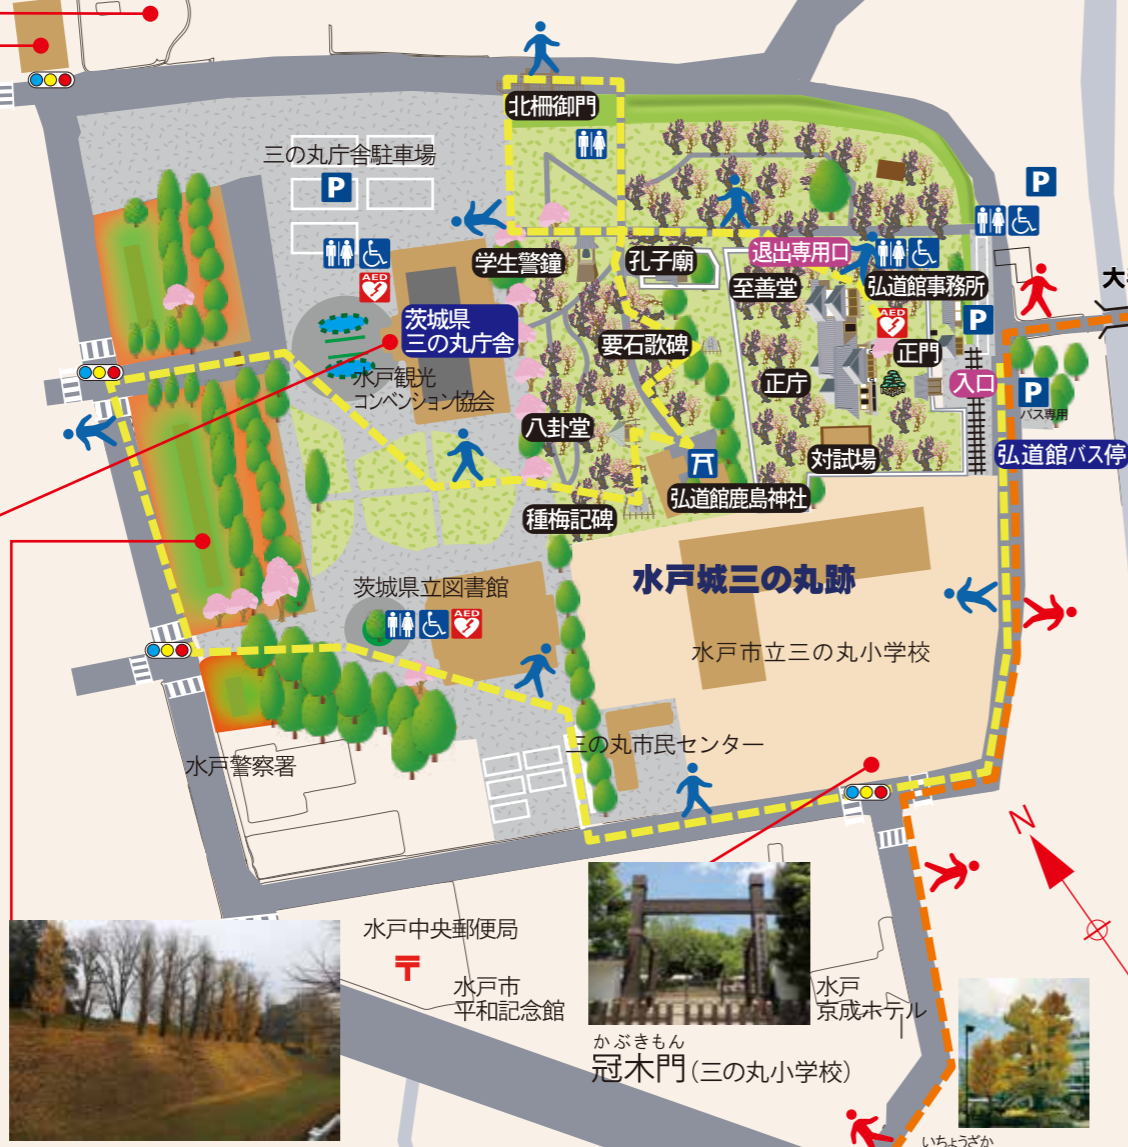 北柵御門
三の丸庁舎駐車場
P
P
学生警鐘
孔子廟
退出専用口
至善堂
弘道館事務所
AED
AED
茨城県
三の丸庁舎
要石歌碑
P
正門
水戸観光
コンベンション協会
正庁
入口
P
バス専用
八卦堂
対試場
弘道館バス停
弘道館鹿島神社
種梅記碑
水戸城三の丸跡
茨城県立図書館
AED
水戸市立三の丸小学校
三の丸市民センター
水戸警察署
N
水戸中央郵便局
〒
水戸市
平和記念館
水戸
京成ホテル
かぶきもん
冠木門(三の丸小学校)
いちょうざか